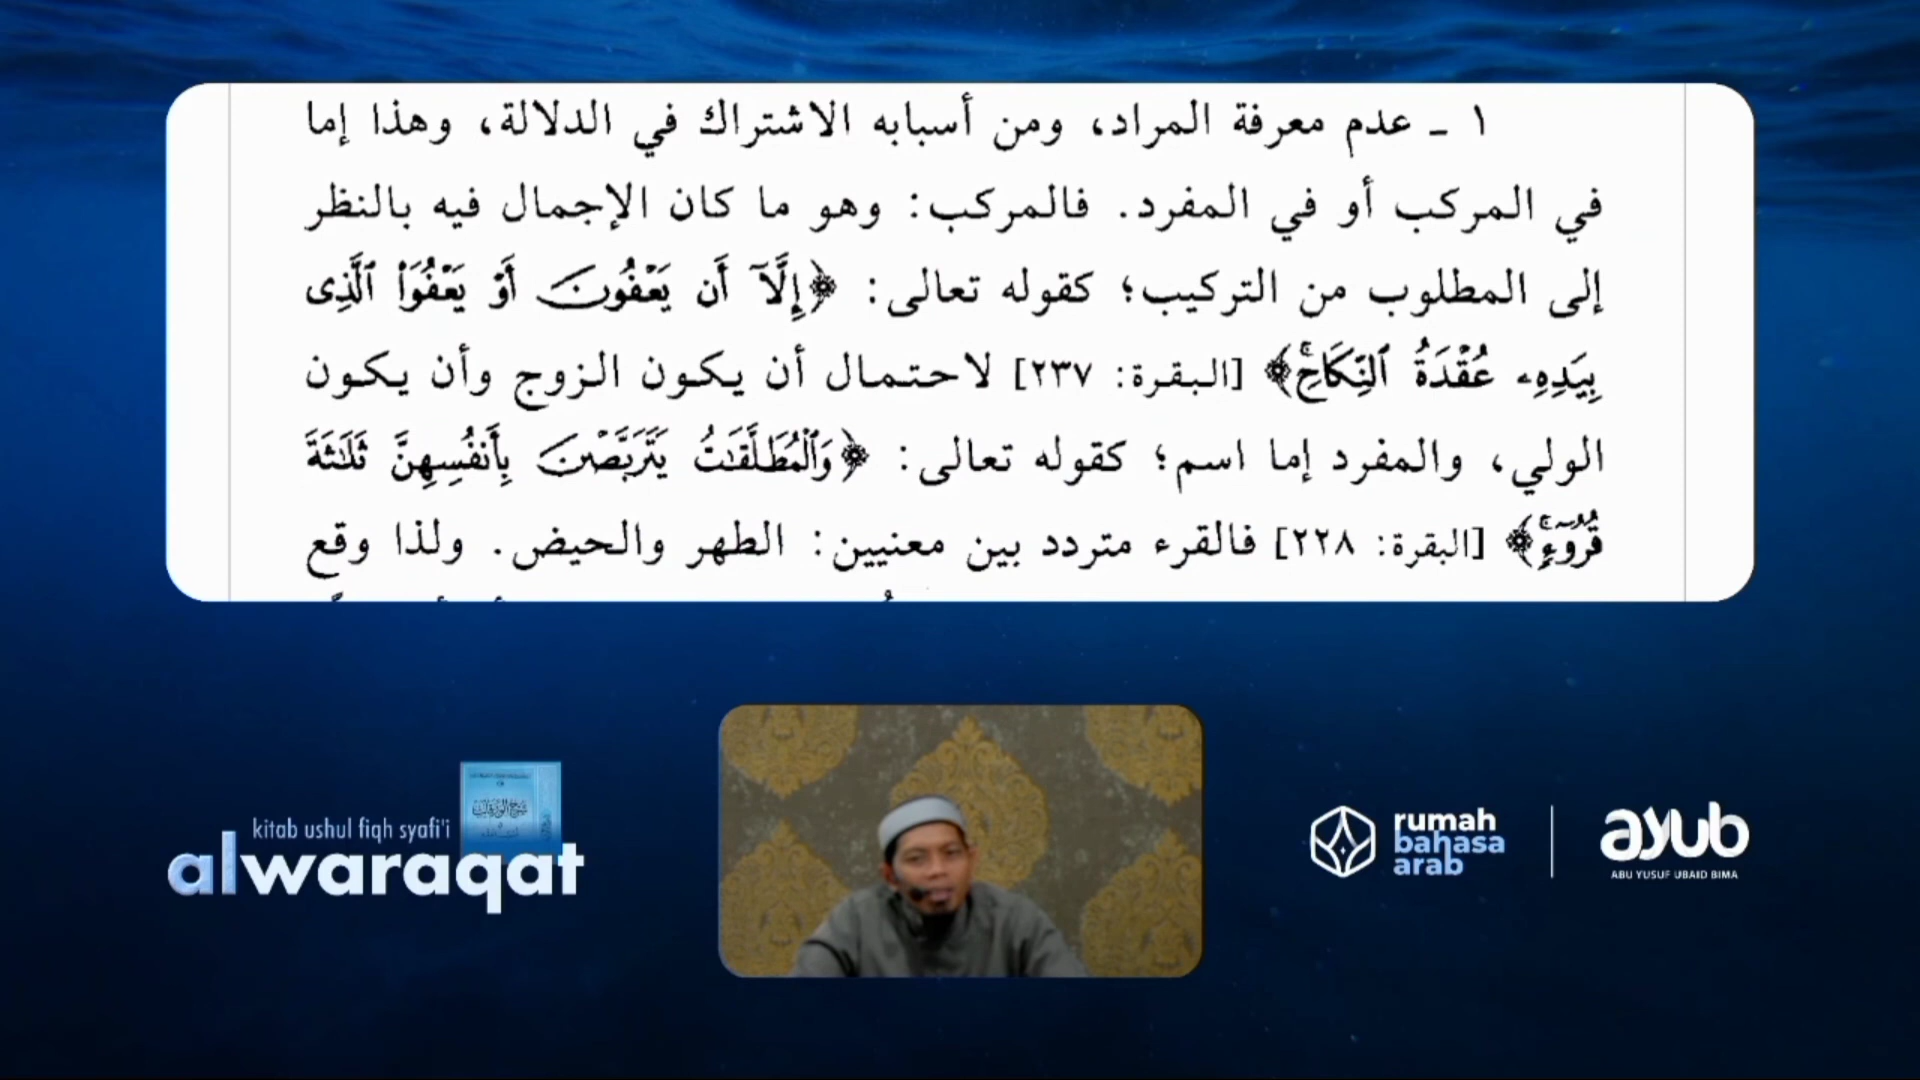 ١ ـ عدم معرفة المراد، ومن أسبابه الاشتراك في الدلالة، وهذا إما
في المركب أو في المفرد. فالمركب: وهو ما كان الإجمال فيه بالنظر
إلى المطلوب من التركيب؛ كقوله تعالى: ﴿إِلَّآ أَن يَعْفُونَ أَوْ يَعْفُوَا۟ ٱلَّذِى
بِيَدِهِۦ عُقْدَةُ ٱلنِّكَاحِۚ﴾ [البقرة: ٢٣٧] لاحتمال أن يكون الزوج وأن يكون
الولي، والمفرد إما اسم؛ كقوله تعالى: ﴿وَٱلْمُطَلَّقَٰتُ يَتَرَبَّصْنَ بِأَنفُسِهِنَّ ثَلَٰثَةَ
قُرُوٓءٍۚ﴾ [البقرة: ٢٢٨] فالقرء متردد بين معنيين: الطهر والحيض. ولذا وقع
kitab ushul fiqh syafi'i
alwaraqat
rumah
bahasa
arab
ayub
ABU YUSUF UBAID BIMA